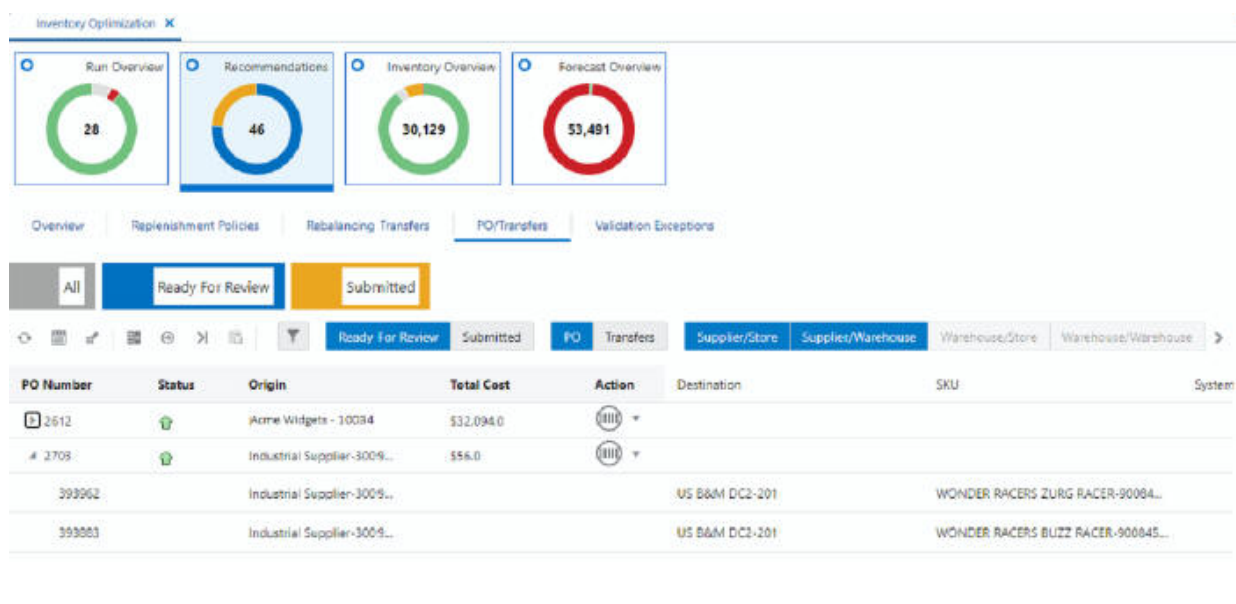 Inventory Optimization ×
Run Overview Recommendations Inventory Overview Forecast Overview
28 46 30,129 53,491
Overview Replenishment Policies Rebalancing Transfers PO/Transfers Validation Exceptions
All Ready For Review Submitted
Ready For Review Submitted PO Transfers Supplier/Store Supplier/Warehouse Warehouse/Store Warehouse/Warehouse
PO Number Status Origin Total Cost Action Destination SKU System
2612 Acme Widgets - 10034 $32,094.0
2703 Industrial Supplier-3009... $56.0
393962 Industrial Supplier-3009... US B&M DC2-201 WONDER RACERS ZURG RACER-90084...
393883 Industrial Supplier-3009... US B&M DC2-201 WONDER RACERS BUZZ RACER-900845...